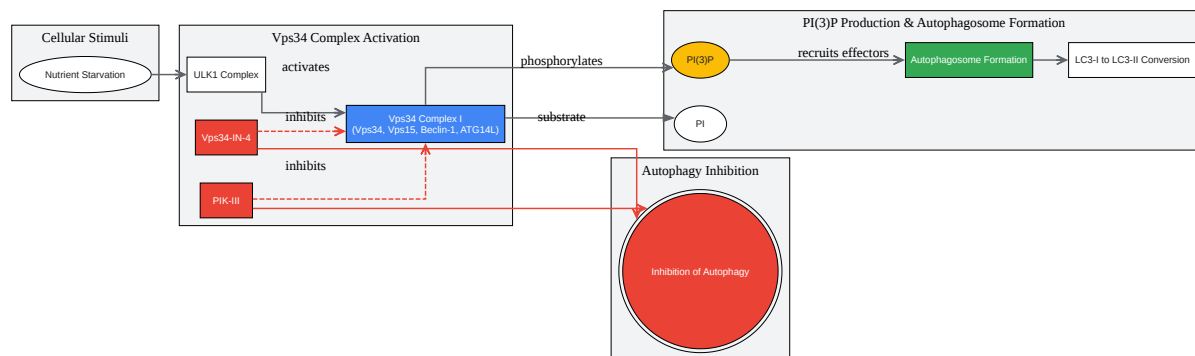 Cellular Stimuli
Nutrient Starvation
Vps34 Complex Activation
ULK1 Complex
activates
inhibits
Vps34-IN-4
Vps34 Complex I
(Vps34, Vps15, Beclin-1, ATG14L)
inhibits
PIK-III
phosphorylates
substrate
PI(3)P Production & Autophagosome Formation
PI(3)P
recruits effectors
Autophagosome Formation
LC3-I to LC3-II Conversion
PI
Autophagy Inhibition
Inhibition of Autophagy